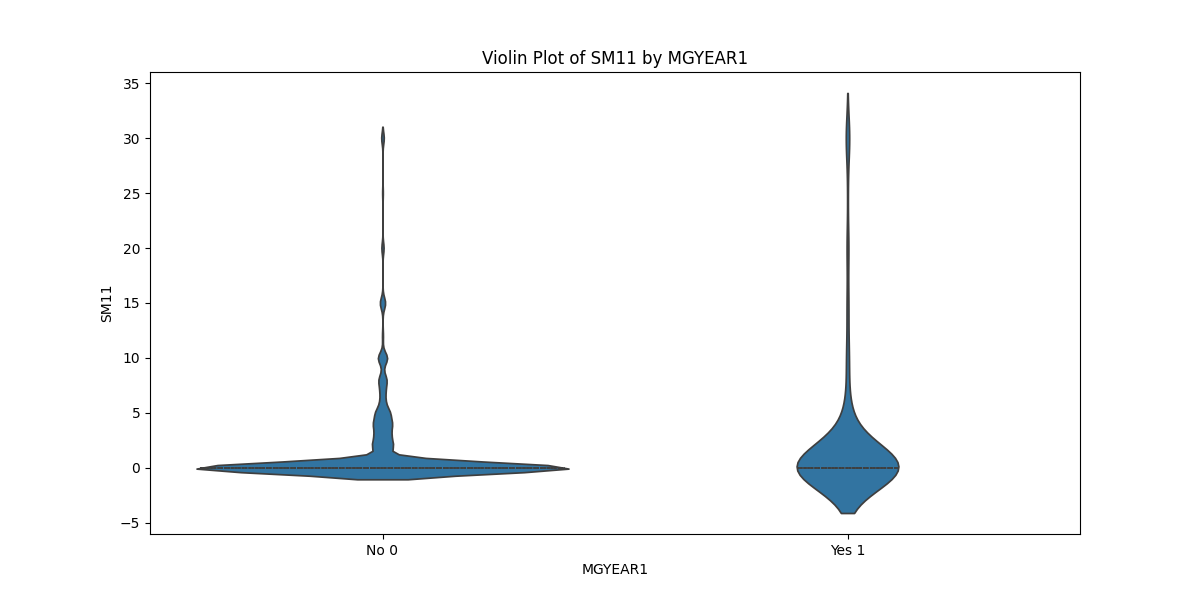 Violin Plot of SM11 by MGYEAR1
35
30
25
20
15
10
5
0
−5
SM11
No 0
Yes 1
MGYEAR1